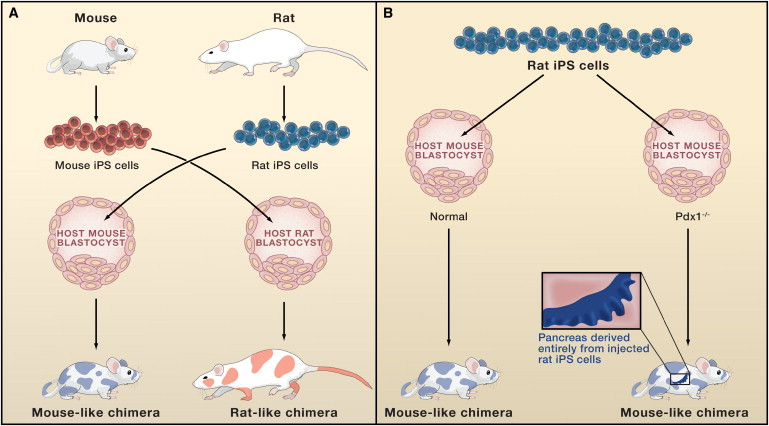 A
Mouse
Rat
Mouse iPS cells
Rat iPS cells
HOST MOUSE
BLASTOCYST
HOST RAT
BLASTOCYST
Mouse-like chimera
Rat-like chimera
B
Rat iPS cells
HOST MOUSE
BLASTOCYST
HOST MOUSE
BLASTOCYST
Normal
Pdx1-/-
Pancreas derived
entirely from injected
rat iPS cells
Mouse-like chimera
Mouse-like chimera